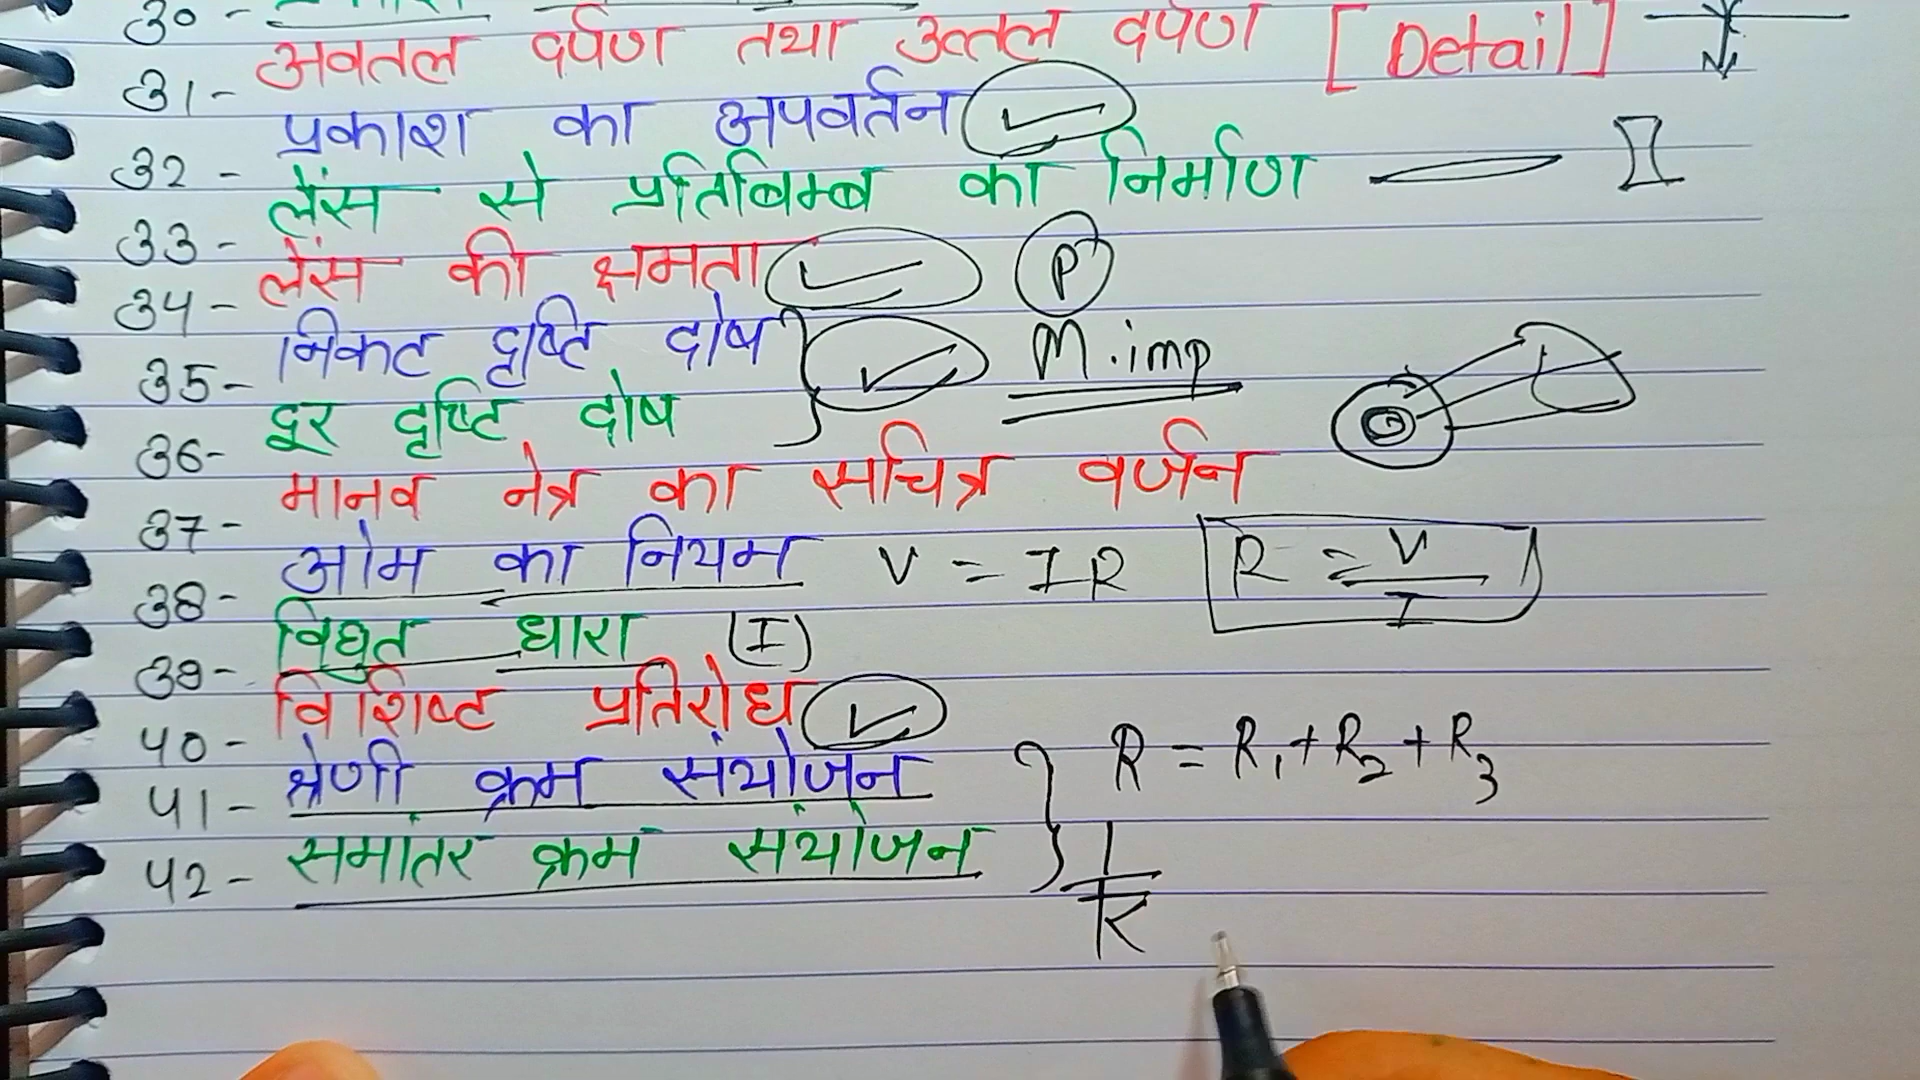 30-
31- अवतल दर्पण तथा उत्तल दर्पण [Detail]
32- प्रकाश का अपवर्तन
33- लेंस से प्रतिबिम्ब का निर्माण
34- लेंस की क्षमता P
35- निकट दृष्टि दोष M.imp
36- दूर दृष्टि दोष
37- मानव नेत्र का सचित्र वर्णन
38- ओम का नियम V = IR R = V/I
39- विधुत धारा (I)
40- विशिष्ट प्रतिरोध
41- श्रेणी क्रम संयोजन R = R₁+R₂+R₃
42- समांतर क्रम संयोजन 1/R